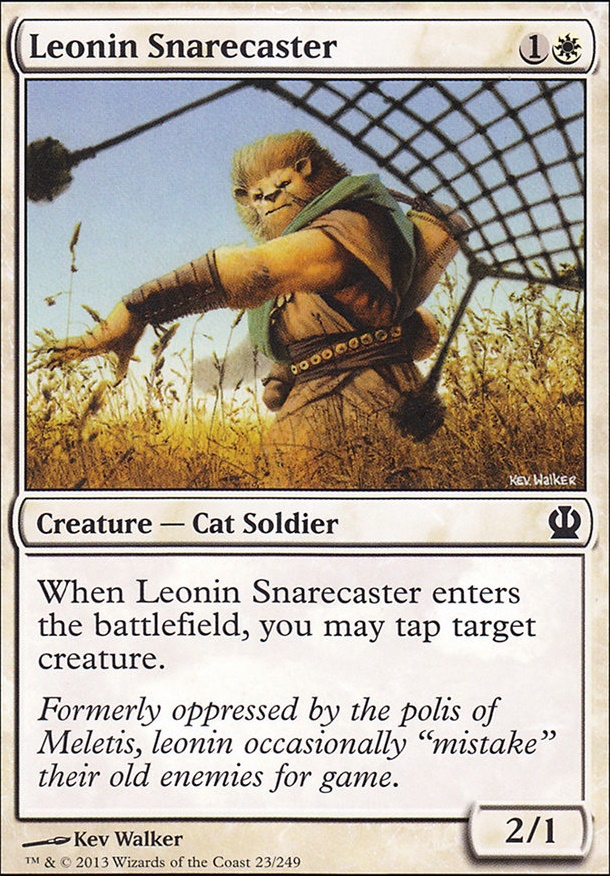 Leonin Snarecaster 1
KEV WALKER
Creature — Cat Soldier
When Leonin Snarecaster enters
the battlefield, you may tap target
creature.
Formerly oppressed by the polis of
Meletis, leonin occasionally “mistake”
their old enemies for game.
2/1
Kev Walker
™ & © 2013 Wizards of the Coast 23/249